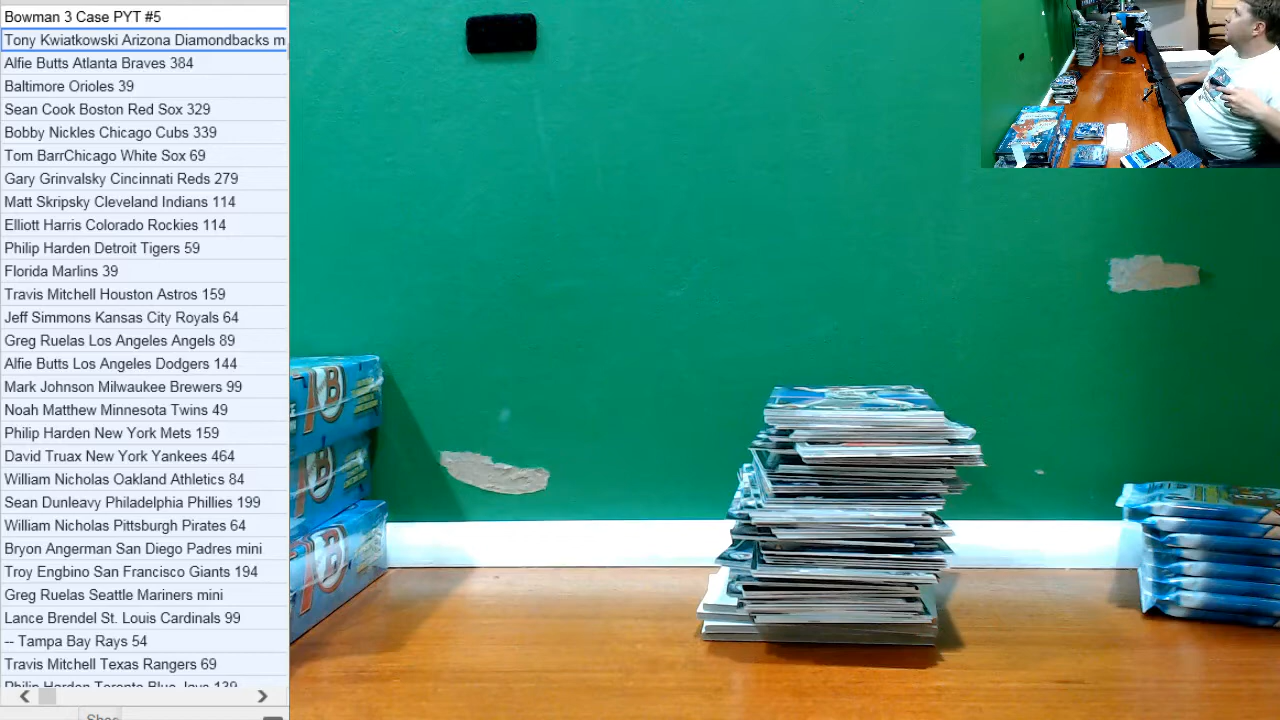 Bowman 3 Case PYT #5
Tony Kwiatkowski Arizona Diamondbacks m
Alfie Butts Atlanta Braves 384
Baltimore Orioles 39
Sean Cook Boston Red Sox 329
Bobby Nickles Chicago Cubs 339
Tom BarrChicago White Sox 69
Gary Grinvalsky Cincinnati Reds 279
Matt Skripsky Cleveland Indians 114
Elliott Harris Colorado Rockies 114
Philip Harden Detroit Tigers 59
Florida Marlins 39
Travis Mitchell Houston Astros 159
Jeff Simmons Kansas City Royals 64
Greg Ruelas Los Angeles Angels 89
Alfie Butts Los Angeles Dodgers 144
Mark Johnson Milwaukee Brewers 99
Noah Matthew Minnesota Twins 49
Philip Harden New York Mets 159
David Truax New York Yankees 464
William Nicholas Oakland Athletics 84
Sean Dunleavy Philadelphia Phillies 199
William Nicholas Pittsburgh Pirates 64
Bryon Angerman San Diego Padres mini
Troy Engbino San Francisco Giants 194
Greg Ruelas Seattle Mariners mini
Lance Brendel St. Louis Cardinals 99
-- Tampa Bay Rays 54
Travis Mitchell Texas Rangers 69
Philip Harden Toronto Blue Jays 139
B
B
B